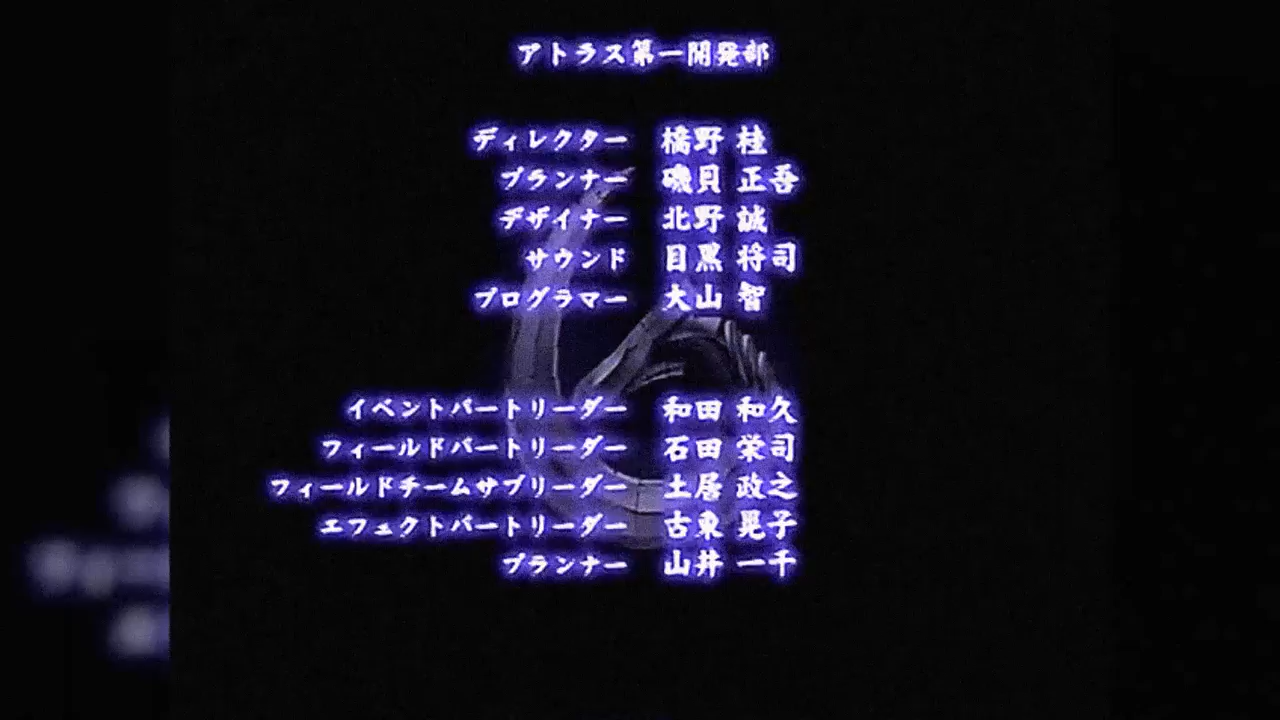 アトラス第一開発部
ディレクター 橋野 桂
プランナー 磯貝 正吾
デザイナー 北野 誠
サウンド 目黒 将司
プログラマー 大山 智
イベントパートリーダー 和田 和久
フィールドパートリーダー 石田 栄司
フィールドチームサブリーダー 土居 政之
エフェクトパートリーダー 古東 晃子
プランナー 山井 一千